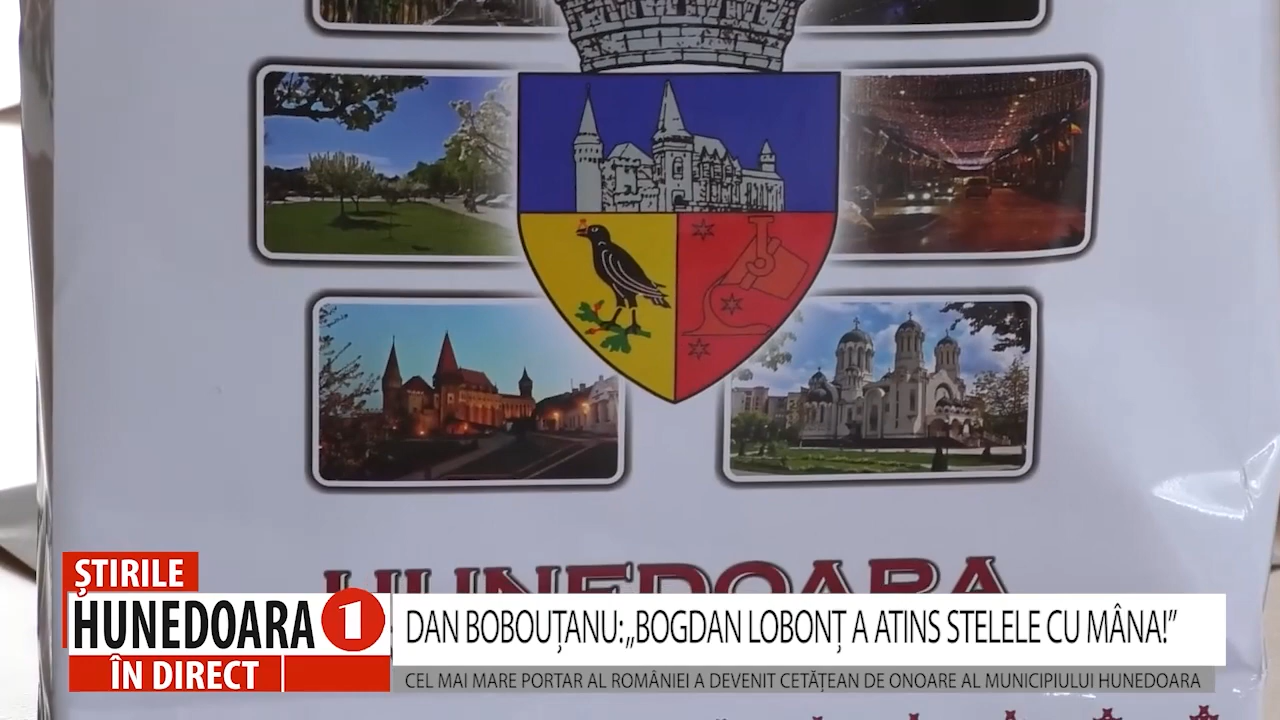 HUNEDOARA
ȘTIRILE
HUNEDOARA 1
ÎN DIRECT
DAN BOBOUȚANU:„BOGDAN LOBONȚ A ATINS STELELE CU MÂNA!”
CEL MAI MARE PORTAR AL ROMÂNIEI A DEVENIT CETĂȚEAN DE ONOARE AL MUNICIPIULUI HUNEDOARA